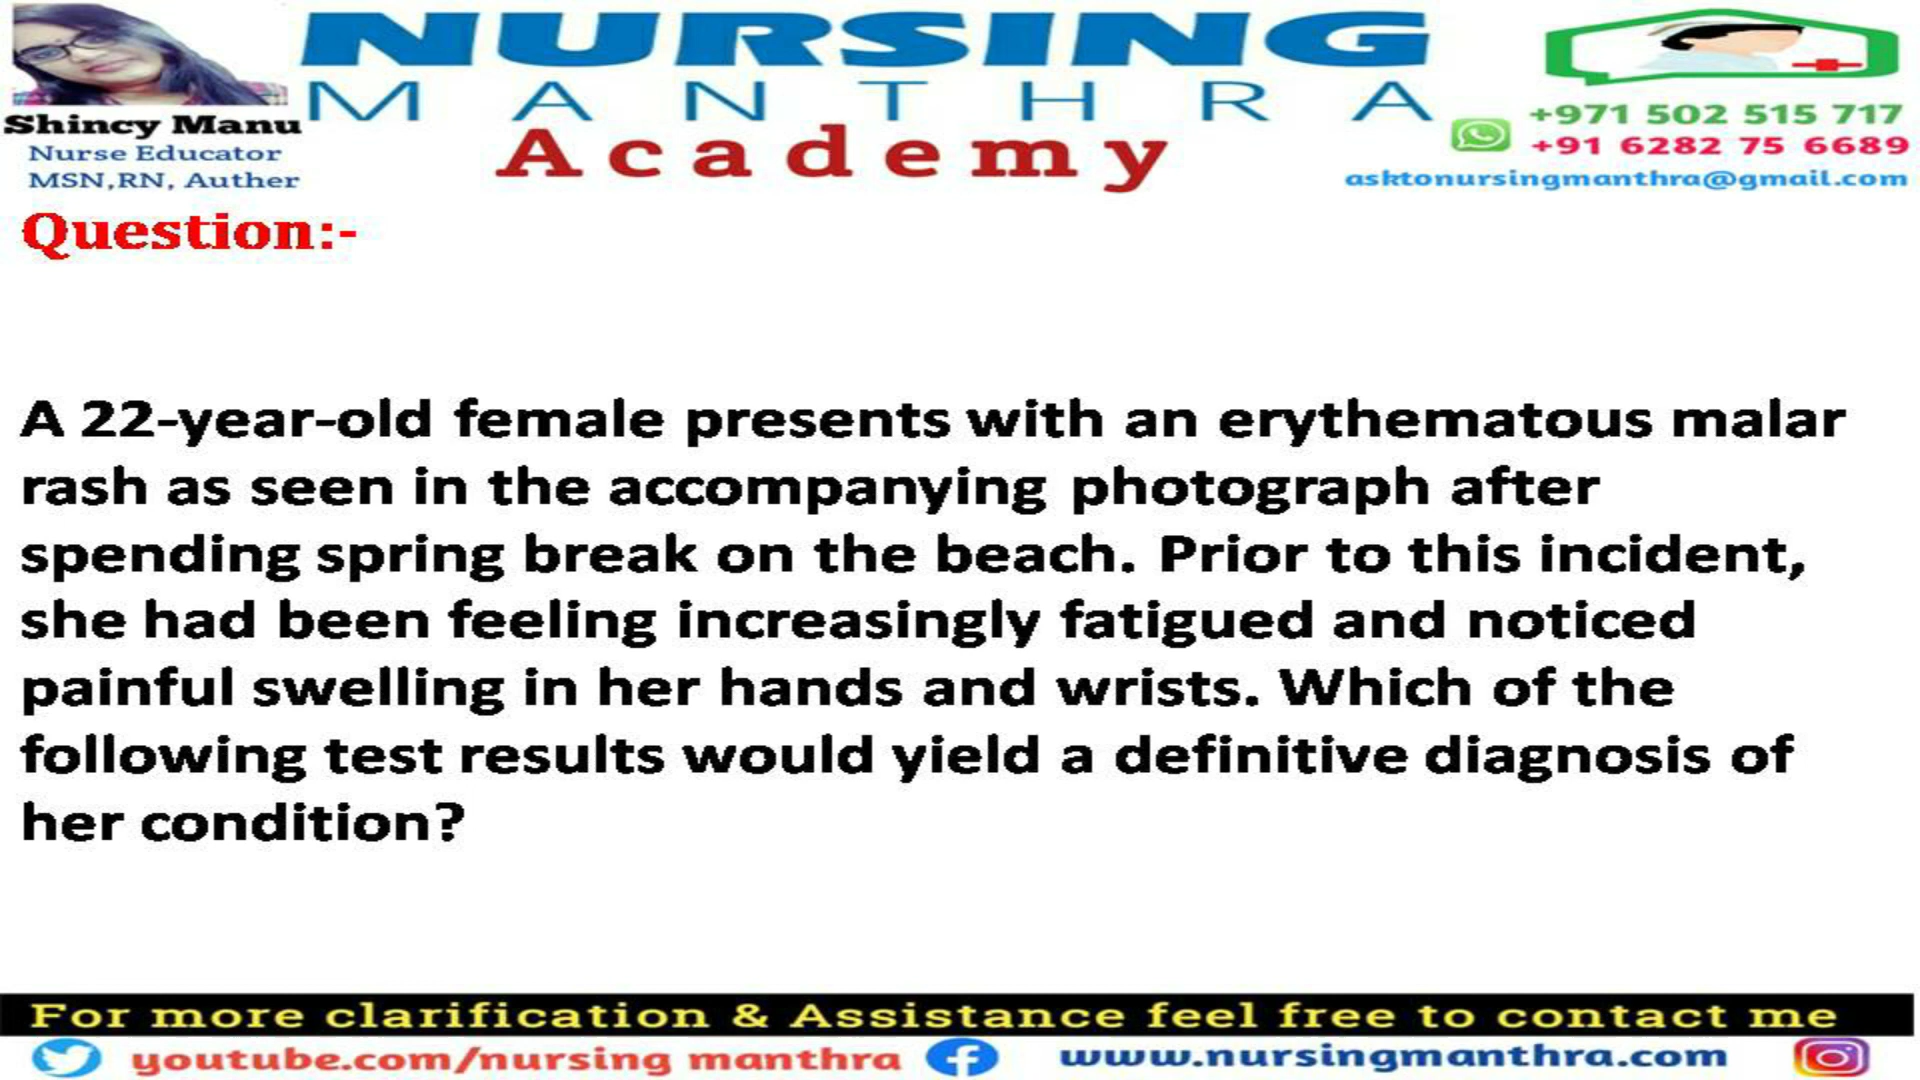 NURSING
MANTHRA
Academy
Shincy Manu
Nurse Educator
MSN,RN, Auther
+971 502 515 717
+91 6282 75 6689
asktonursingmanthra@gmail.com
Question:-
A 22-year-old female presents with an erythematous malar
rash as seen in the accompanying photograph after
spending spring break on the beach. Prior to this incident,
she had been feeling increasingly fatigued and noticed
painful swelling in her hands and wrists. Which of the
following test results would yield a definitive diagnosis of
her condition?
For more clarification & Assistance feel free to contact me
youtube.com/nursing manthra
www.nursingmanthra.com